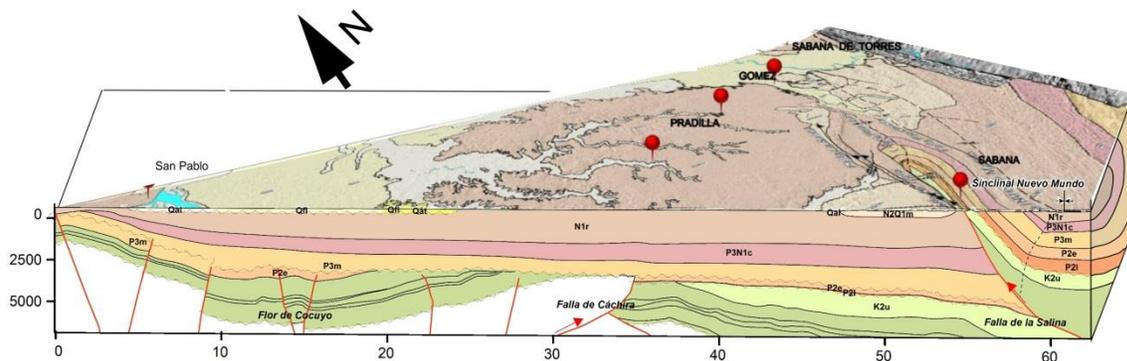 N
SABANA DE TORRES
GOMEZ
PRADILLA
SABANA
San Pablo
Sinclinal Nuevo Mundo
Qal
Qfl
Qfl
Qat
Qal
N2Q1m
N1r
N1r
P3N1c
P3N1c
P3m
P3m
P3m
P2e
P2e
P2e
P2l
P2l
K2u
K2u
Flor de Cocuyo
Falla de Cáchira
Falla de la Salina
0
2500
5000
0
10
20
30
40
50
60